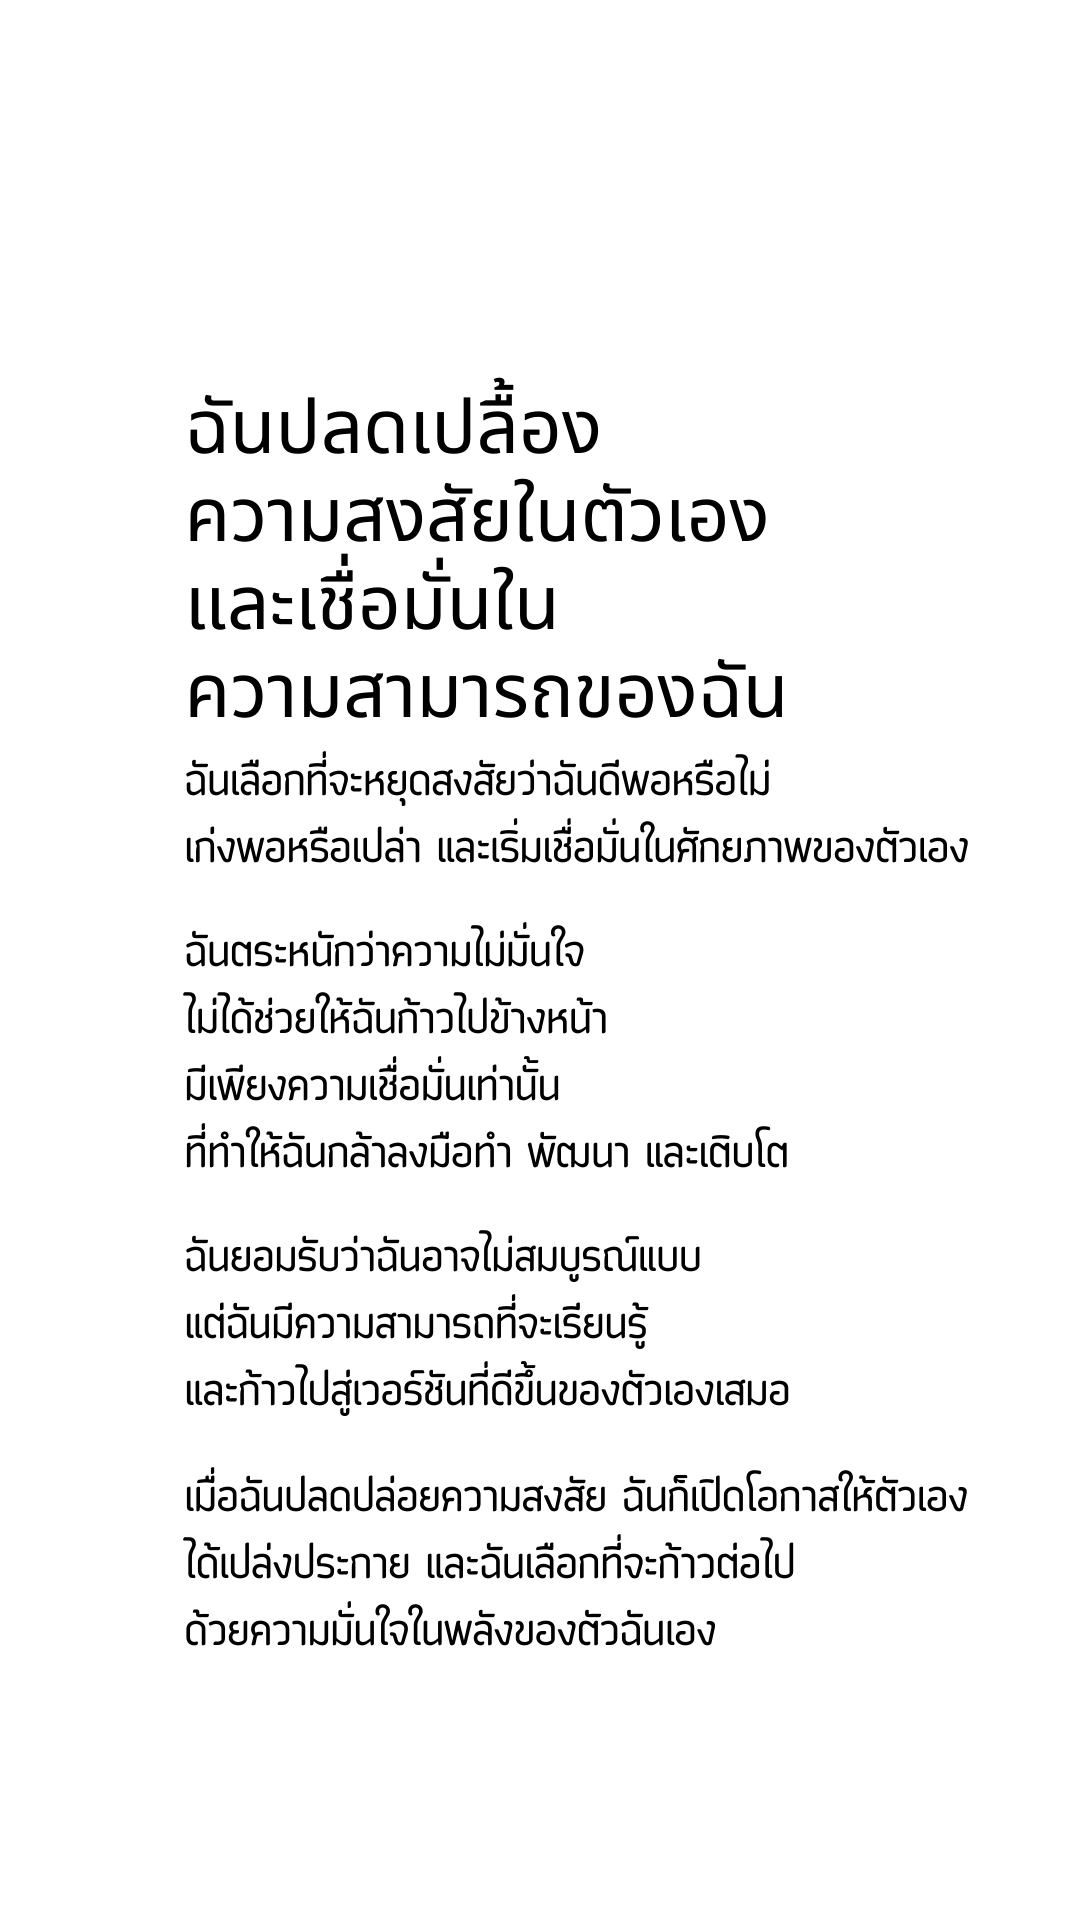 ฉันปลดเปลื้อง
ความสงสัยในตัวเอง
และเชื่อมั่นใน
ความสามารถของฉัน
ฉันเลือกที่จะหยุดสงสัยว่าฉันดีพอหรือไม่
เก่งพอหรือเปล่า และเริ่มเชื่อมั่นในศักยภาพของตัวเอง
ฉันตระหนักว่าความไม่มั่นใจ
ไม่ได้ช่วยให้ฉันก้าวไปข้างหน้า
มีเพียงความเชื่อมั่นเท่านั้น
ที่ทำให้ฉันกล้าลงมือทำ พัฒนา และเติบโต
ฉันยอมรับว่าฉันอาจไม่สมบูรณ์แบบ
แต่ฉันมีความสามารถที่จะเรียนรู้
และก้าวไปสู่เวอร์ชันที่ดีขึ้นของตัวเองเสมอ
เมื่อฉันปลดปล่อยความสงสัย ฉันก็เปิดโอกาสให้ตัวเอง
ได้เปล่งประกาย และฉันเลือกที่จะก้าวต่อไป
ด้วยความมั่นใจในพลังของตัวฉันเอง